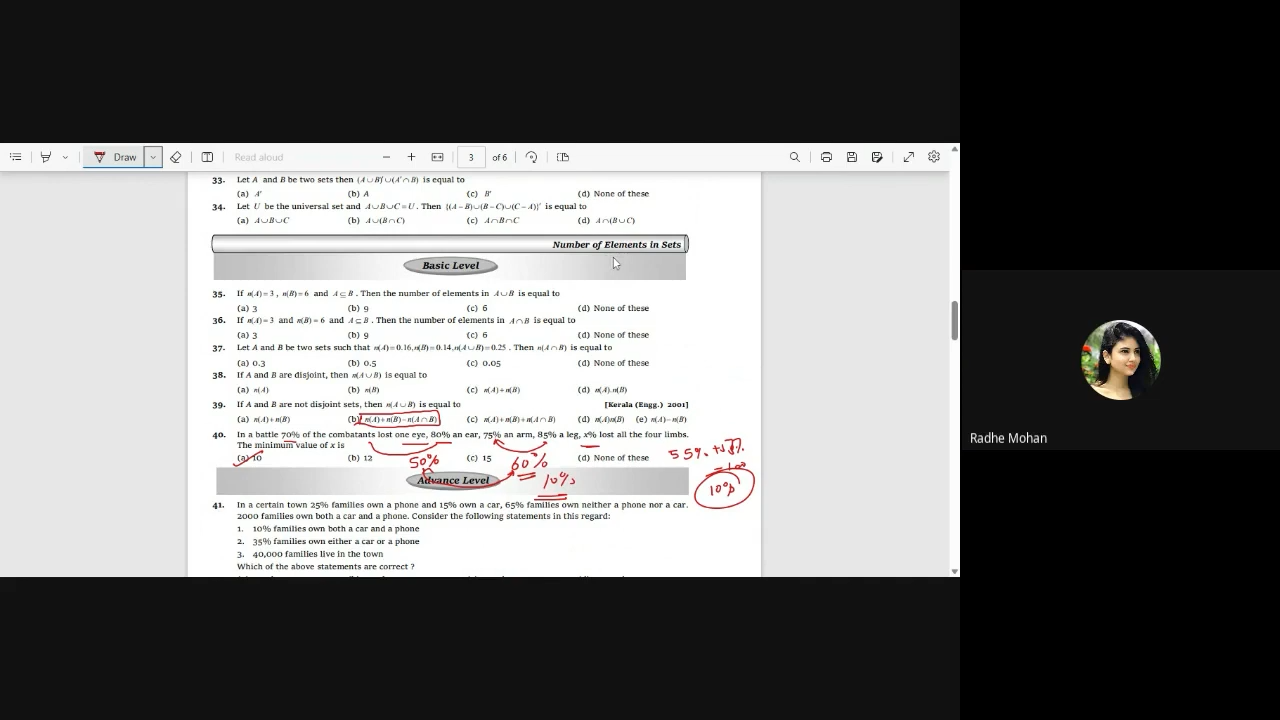 Draw
Read aloud
3 of 6
33. Let A and B be two sets then (A ∪ B)' ∪ (A' ∩ B) is equal to
(a) A' (b) A (c) B' (d) None of these
34. Let U be the universal set and A ∪ B ∪ C = U. Then {(A − B) ∪ (B − C) ∪ (C − A)}' is equal to
(a) A ∪ B ∪ C (b) A ∪ (B ∩ C) (c) A ∩ B ∩ C (d) A ∩ (B ∪ C)
Number of Elements in Sets
Basic Level
35. If n(A) = 3, n(B) = 6 and A ⊆ B. Then the number of elements in A ∪ B is equal to
(a) 3 (b) 9 (c) 6 (d) None of these
36. If n(A) = 3 and n(B) = 6 and A ⊆ B. Then the number of elements in A ∩ B is equal to
(a) 3 (b) 9 (c) 6 (d) None of these
37. Let A and B be two sets such that n(A) = 0.16, n(B) = 0.14, n(A ∪ B) = 0.25. Then n(A ∩ B) is equal to
(a) 0.3 (b) 0.5 (c) 0.05 (d) None of these
38. If A and B are disjoint, then n(A ∪ B) is equal to
(a) n(A) (b) n(B) (c) n(A) + n(B) (d) n(A).n(B)
39. If A and B are not disjoint sets, then n(A ∪ B) is equal to [Kerala (Engg.) 2001]
(a) n(A) + n(B) (b) n(A) + n(B) − n(A ∩ B) (c) n(A) + n(B) + n(A ∩ B) (d) n(A)n(B) (e) n(A) − n(B)
40. In a battle 70% of the combatants lost one eye, 80% an ear, 75% an arm, 85% a leg, x% lost all the four limbs.
The minimum value of x is
(a) 10 (b) 12 (c) 15 (d) None of these
50% 60%
10%
55% +
= 100
10%
Advance Level
41. In a certain town 25% families own a phone and 15% own a car, 65% families own neither a phone nor a car.
2000 families own both a car and a phone. Consider the following statements in this regard:
1. 10% families own both a car and a phone
2. 35% families own either a car or a phone
3. 40,000 families live in the town
Which of the above statements are correct ?
Radhe Mohan